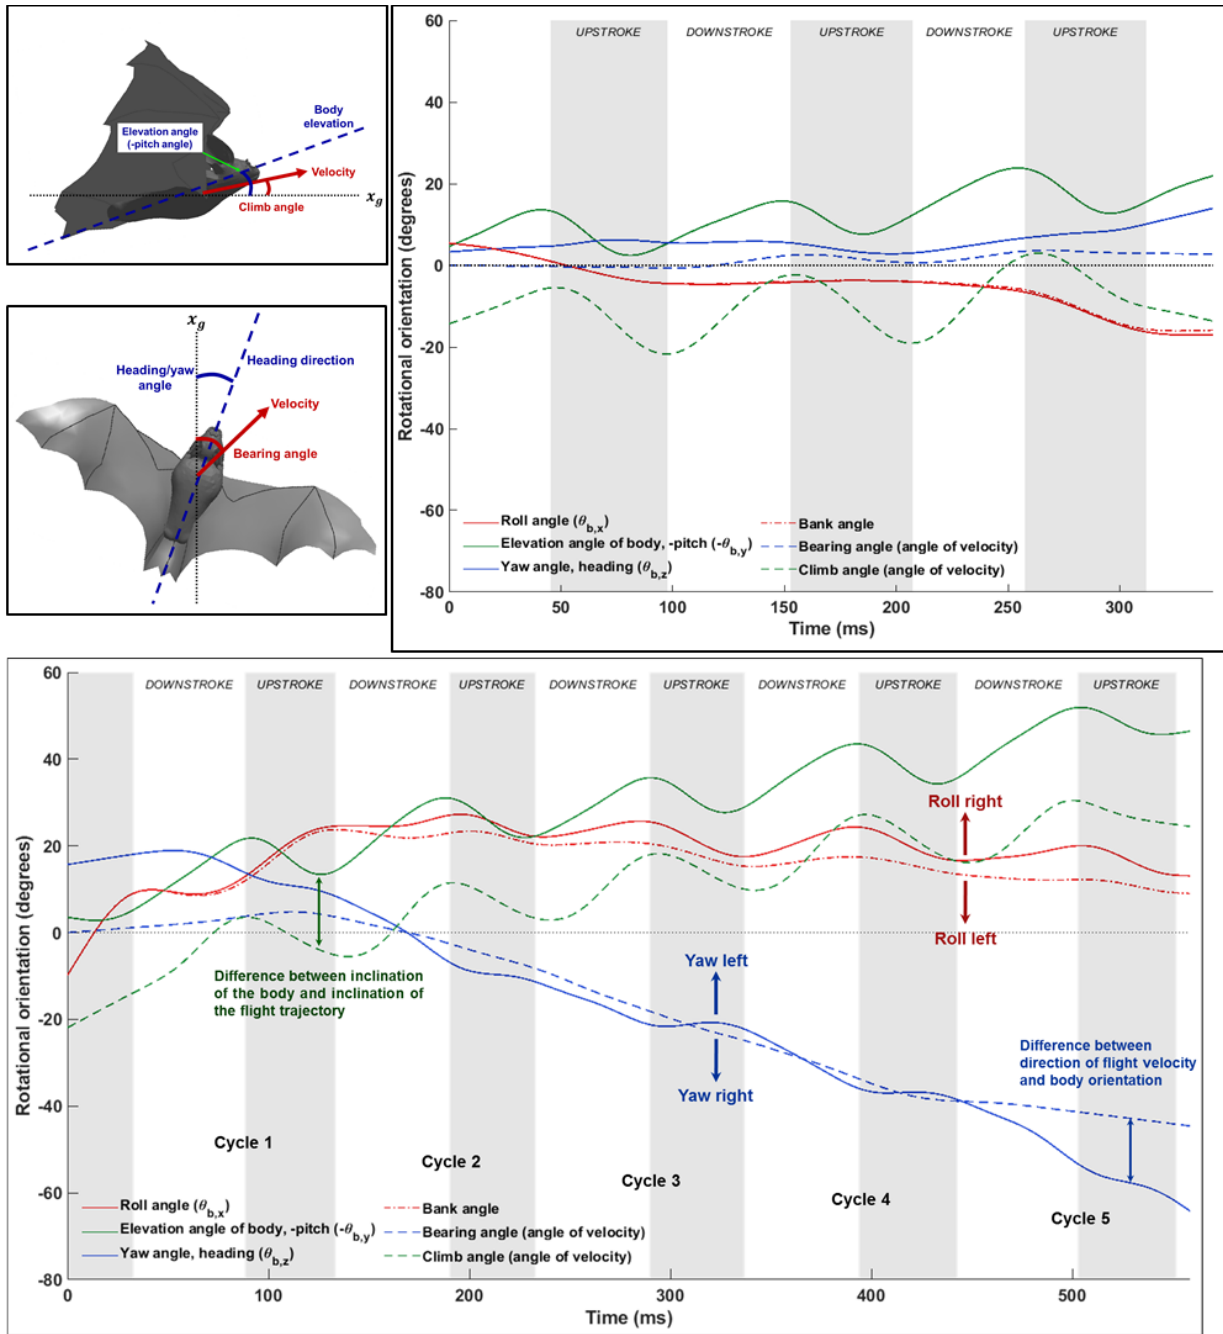 Body
elevation
Elevation angle
(-pitch angle)
Velocity
x_g
Climb angle
x_g
Heading direction
Heading/yaw
angle
Velocity
Bearing angle
60
40
20
0
-20
-40
-60
-80
Rotational orientation (degrees)
UPSTROKE DOWNSTROKE UPSTROKE DOWNSTROKE UPSTROKE
Roll angle (θ_b,x)
Elevation angle of body, -pitch (-θ_b,y)
Yaw angle, heading (θ_b,z)
Bank angle
Bearing angle (angle of velocity)
Climb angle (angle of velocity)
0 50 100 150 200 250 300
Time (ms)
60
40
20
0
-20
-40
-60
-80
Rotational orientation (degrees)
DOWNSTROKE UPSTROKE DOWNSTROKE UPSTROKE DOWNSTROKE UPSTROKE DOWNSTROKE UPSTROKE DOWNSTROKE UPSTROKE
Roll right
Roll left
Difference between inclination
of the body and inclination of
the flight trajectory
Yaw left
Yaw right
Difference between
direction of flight velocity
and body orientation
Cycle 1
Cycle 2
Cycle 3
Cycle 4
Cycle 5
Roll angle (θ_b,x)
Elevation angle of body, -pitch (-θ_b,y)
Yaw angle, heading (θ_b,z)
Bank angle
Bearing angle (angle of velocity)
Climb angle (angle of velocity)
0 100 200 300 400 500
Time (ms)